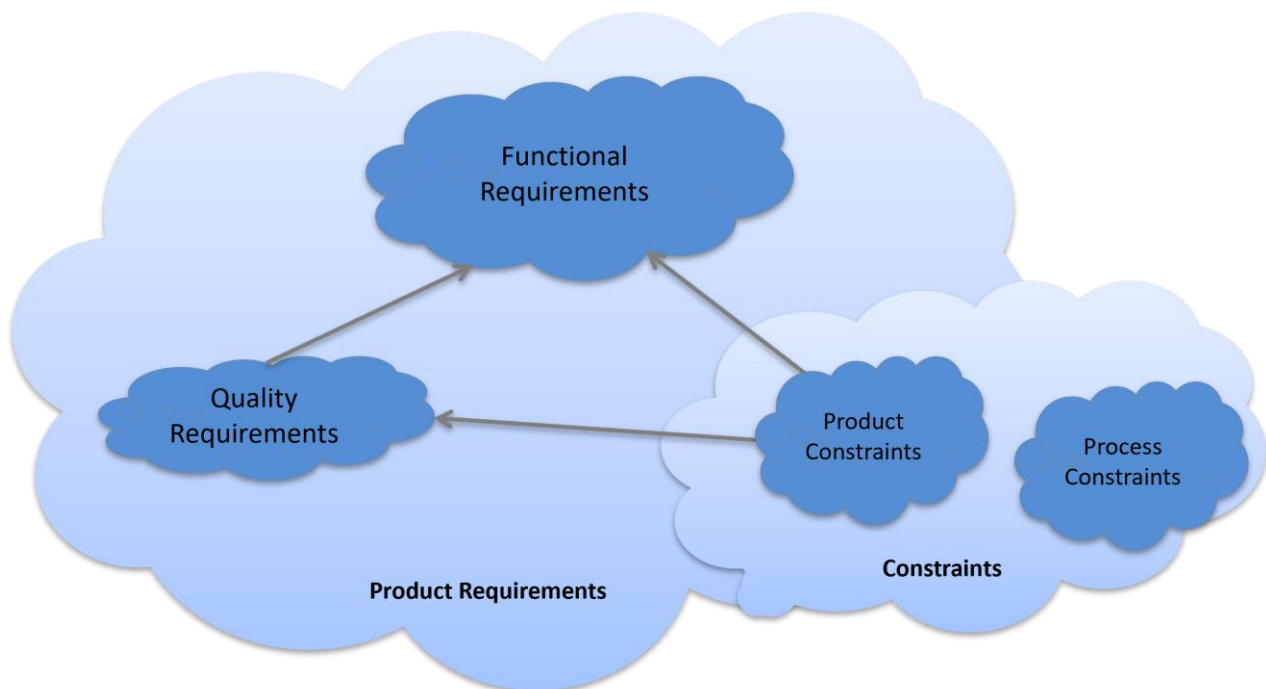 Functional
Requirements
Quality
Requirements
Product
Constraints
Process
Constraints
Product Requirements
Constraints